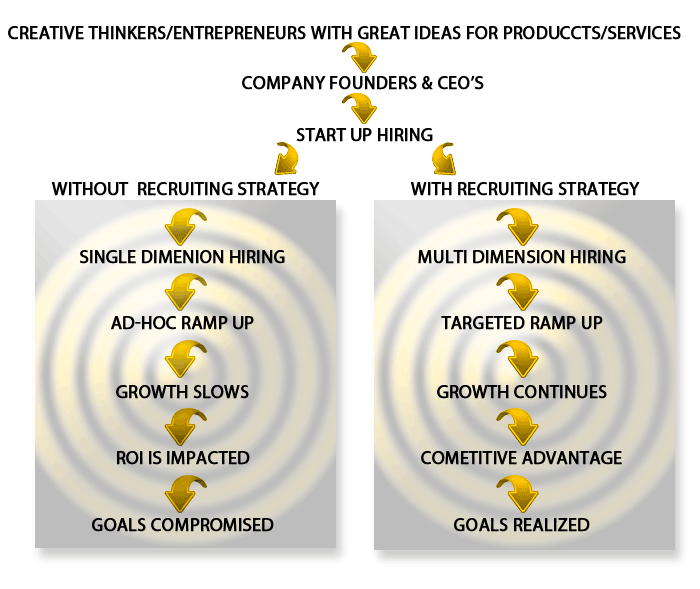 CREATIVE THINKERS/ENTREPRENEURS WITH GREAT IDEAS FOR PRODUCCTS/SERVICES
COMPANY FOUNDERS & CEO'S
START UP HIRING
WITHOUT RECRUITING STRATEGY
SINGLE DIMENION HIRING
AD-HOC RAMP UP
GROWTH SLOWS
ROI IS IMPACTED
GOALS COMPROMISED
WITH RECRUITING STRATEGY
MULTI DIMENSION HIRING
TARGETED RAMP UP
GROWTH CONTINUES
COMETITIVE ADVANTAGE
GOALS REALIZED